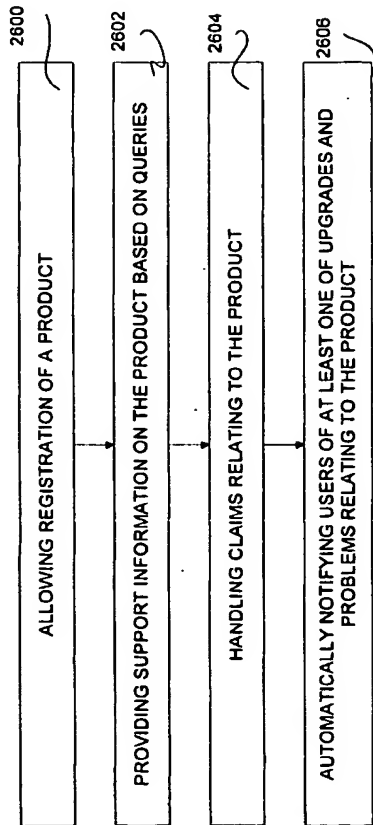 2600
ALLOWING REGISTRATION OF A PRODUCT
2602
PROVIDING SUPPORT INFORMATION ON THE PRODUCT BASED ON QUERIES
2604
HANDLING CLAIMS RELATING TO THE PRODUCT
2606
AUTOMATICALLY NOTIFYING USERS OF AT LEAST ONE OF UPGRADES AND
PROBLEMS RELATING TO THE PRODUCT